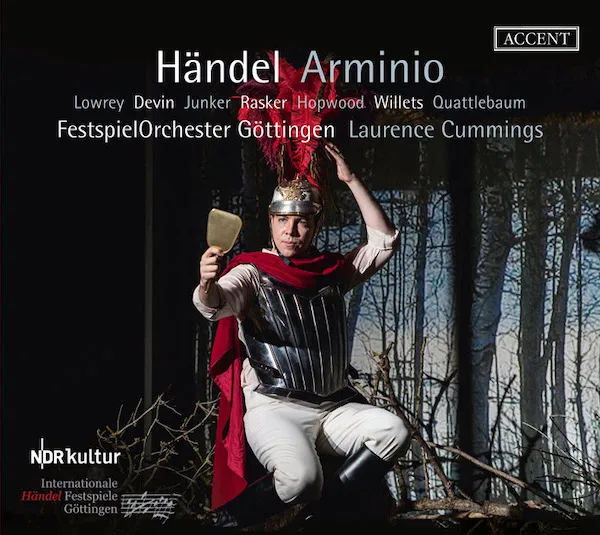 ACCENT
Händel Arminio
Lowrey Devin Junker Rasker Hopwood Willets Quattlebaum
FestspielOrchester Göttingen Laurence Cummings
NDR kultur
Internationale
Händel Festspiele
Göttingen